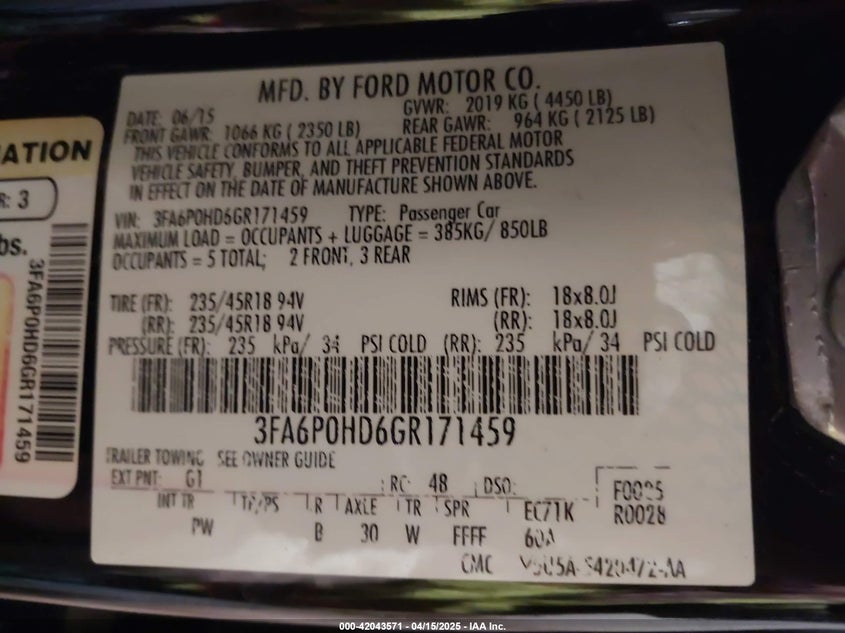 MFD. BY FORD MOTOR CO.
DATE: 06/15 GVWR: 2019 KG ( 4450 LB)
FRONT GAWR: 1066 KG ( 2350 LB) REAR GAWR: 964 KG ( 2125 LB)
THIS VEHICLE CONFORMS TO ALL APPLICABLE FEDERAL MOTOR
VEHICLE SAFETY, BUMPER, AND THEFT PREVENTION STANDARDS
IN EFFECT ON THE DATE OF MANUFACTURE SHOWN ABOVE.
VIN: 3FA6P0HD6GR171459 TYPE: Passenger Car
MAXIMUM LOAD = OCCUPANTS + LUGGAGE = 385KG/ 850LB
OCCUPANTS = 5 TOTAL; 2 FRONT, 3 REAR
TIRE (FR): 235/45R18 94V RIMS (FR): 18x8.0J
(RR): 235/45R18 94V (RR): 18x8.0J
PRESSURE (FR): 235 kPa/ 34 PSI COLD (RR): 235 kPa/ 34 PSI COLD
3FA6P0HD6GR171459
TRAILER TOWING SEE OWNER GUIDE
EXT PNT: G1 RC: 48 DSO:
INT TR TP/PS R AXLE TR SPR EC71K R0028
PW B 30 W FFFF 60A
CMC
ATION
R: 3
bs.
3FA6P0HD6GR171459
000-42043571 - 04/15/2025 - IAA Inc.